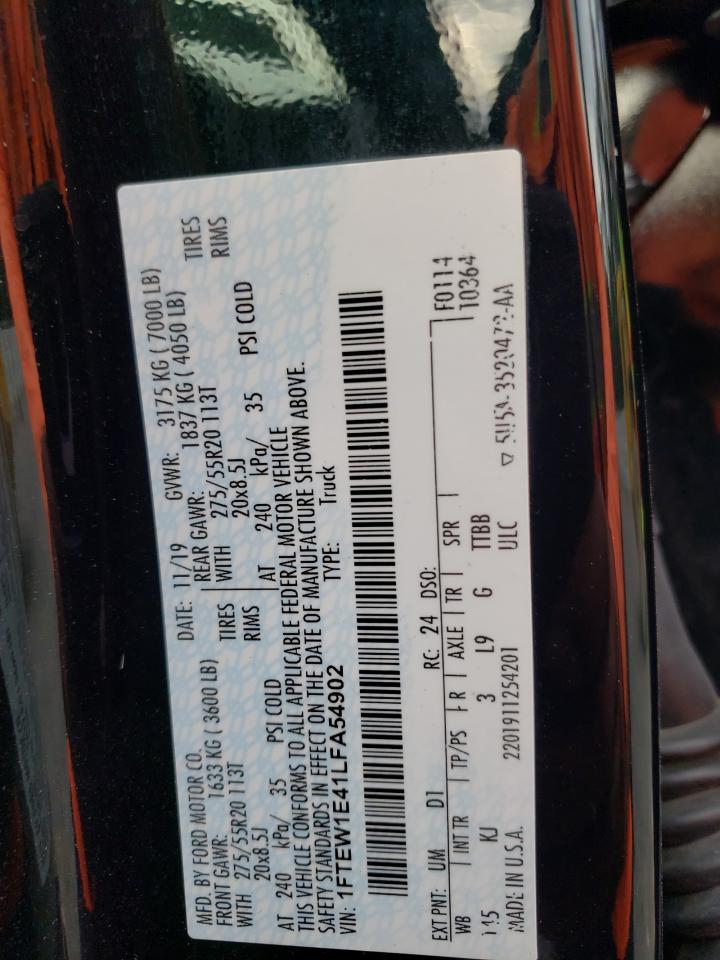 MFD. BY FORD MOTOR CO. DATE: 11/19 GVWR: 3175 KG ( 7000 LB)
FRONT GAWR: 1633 KG ( 3600 LB) REAR GAWR: 1837 KG ( 4050 LB)
WITH 275/55R20 113T TIRES WITH 275/55R20 113T TIRES
20x8.5J RIMS 20x8.5J RIMS
AT 240 kPa/ 35 PSI COLD AT 240 kPa/ 35 PSI COLD
THIS VEHICLE CONFORMS TO ALL APPLICABLE FEDERAL MOTOR VEHICLE
SAFETY STANDARDS IN EFFECT ON THE DATE OF MANUFACTURE SHOWN ABOVE.
VIN: 1FTEW1E41LFA54902 TYPE: Truck
EXT PNT: UM D1 RC: 24 DSO: F0114
WB INT TR TP/PS R AXLE TR SPR 10364
145 KJ 3 L9 G TTBB
MADE IN U.S.A. 2201911254201 ULC